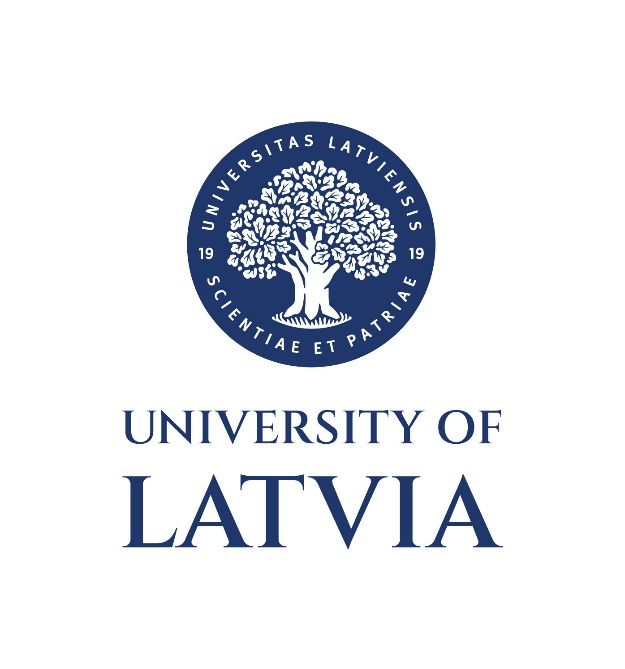 UNIVERSITAS LATVIENSIS
19 19
SCIENTIAE ET PATRIAE
UNIVERSITY OF
LATVIA